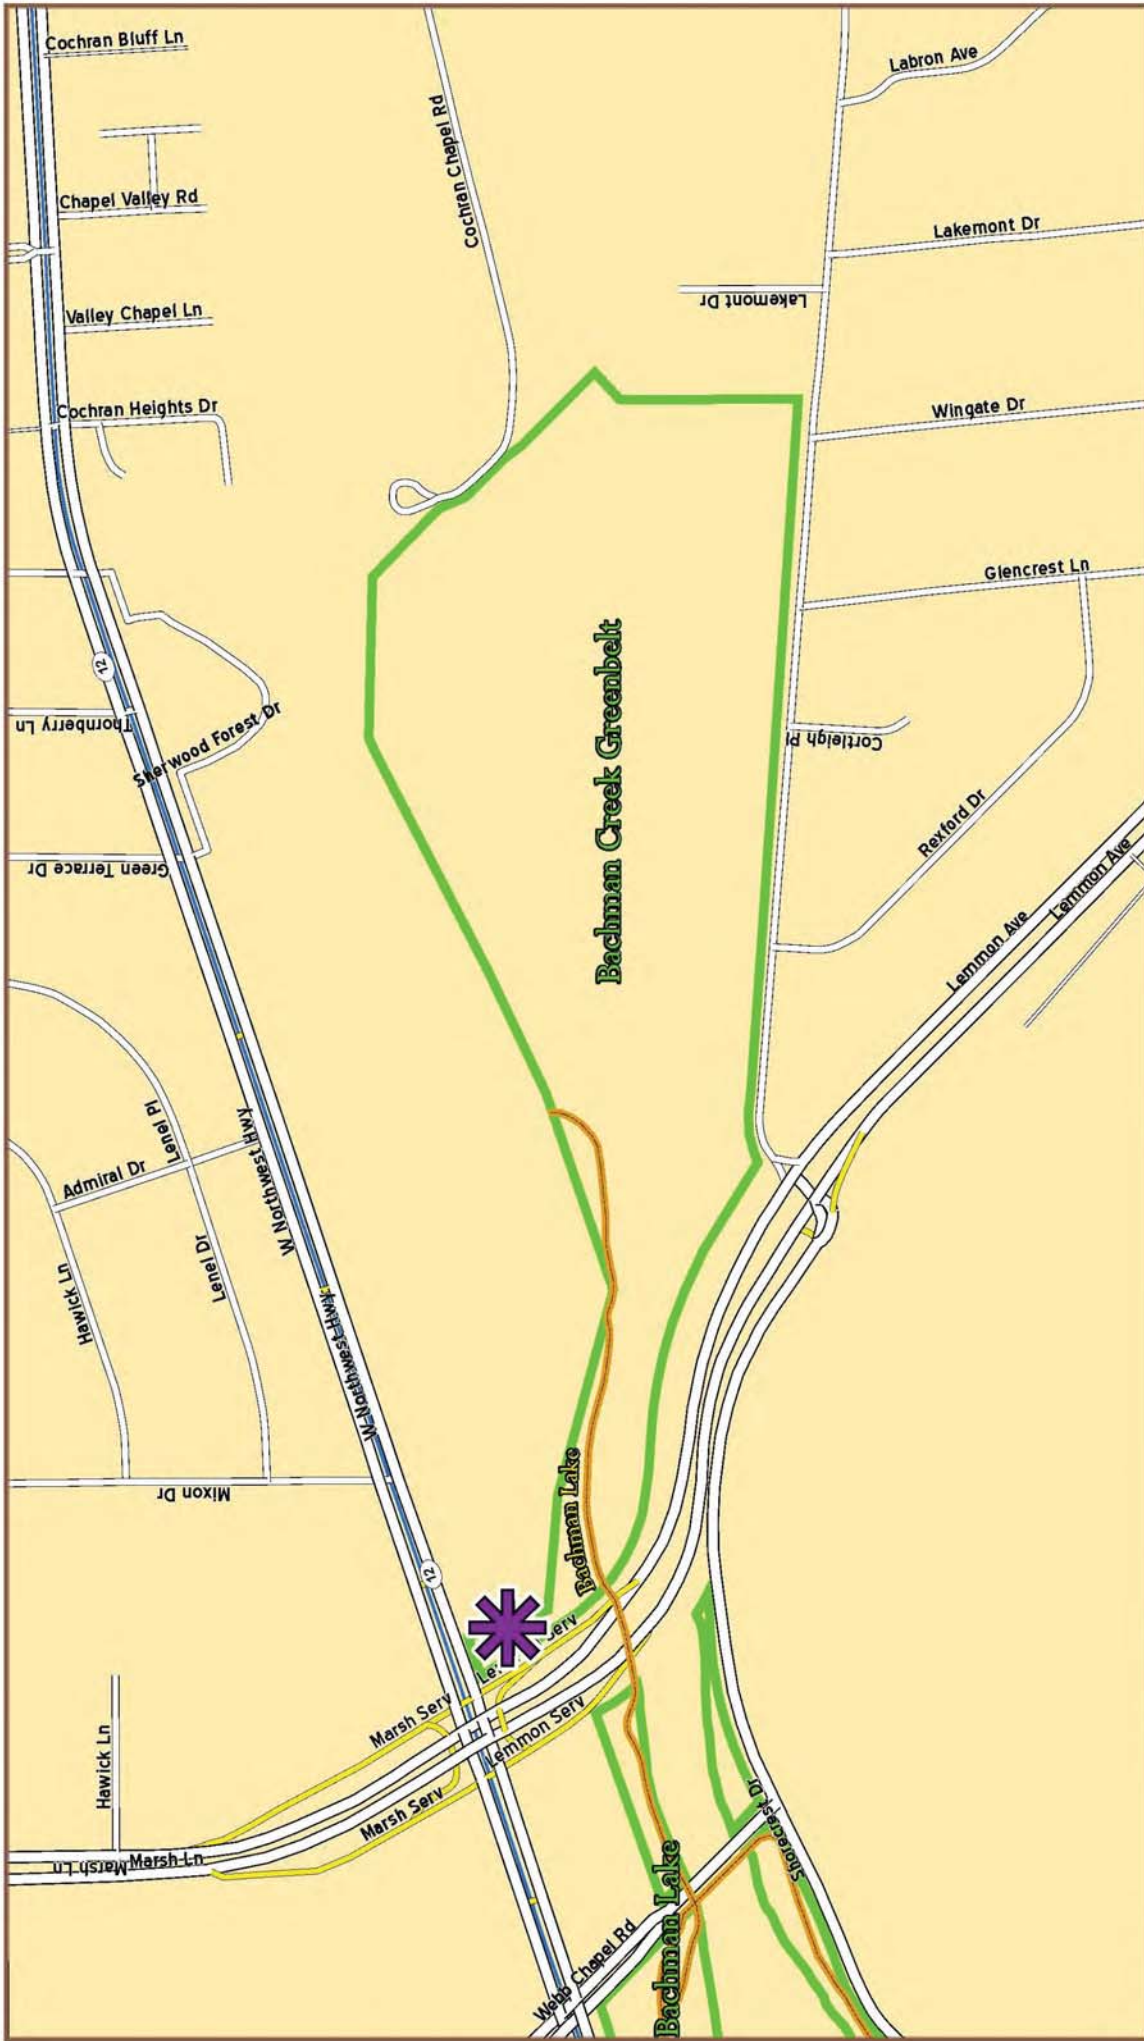 Cochran Bluff Ln
Labron Ave
Cochran Chapel Rd
Chapel Valley Rd
Lakemont Dr
Lakemont Dr
Valley Chapel Ln
Cochran Heights Dr
Wingate Dr
Glencrest Ln
12
Thornberry Ln
Sherwood Forest Dr
Bachman Creek Greenbelt
Cortleigh Pl
Rexford Dr
Green Terrace Dr
Lemmon Ave
Lemmon Ave
Lenel Pl
Admiral Dr
W Northwest Hwy
Lenel Dr
Hawick Ln
W Northwest Hwy
Mixon Dr
Bachman Lake
12
Serv
Marsh Serv
Lemmon Serv
Hawick Ln
Marsh Serv
Marsh Ln
Marsh Ln
Shorecrest Dr
Webb Chapel Rd
Bachman Lake